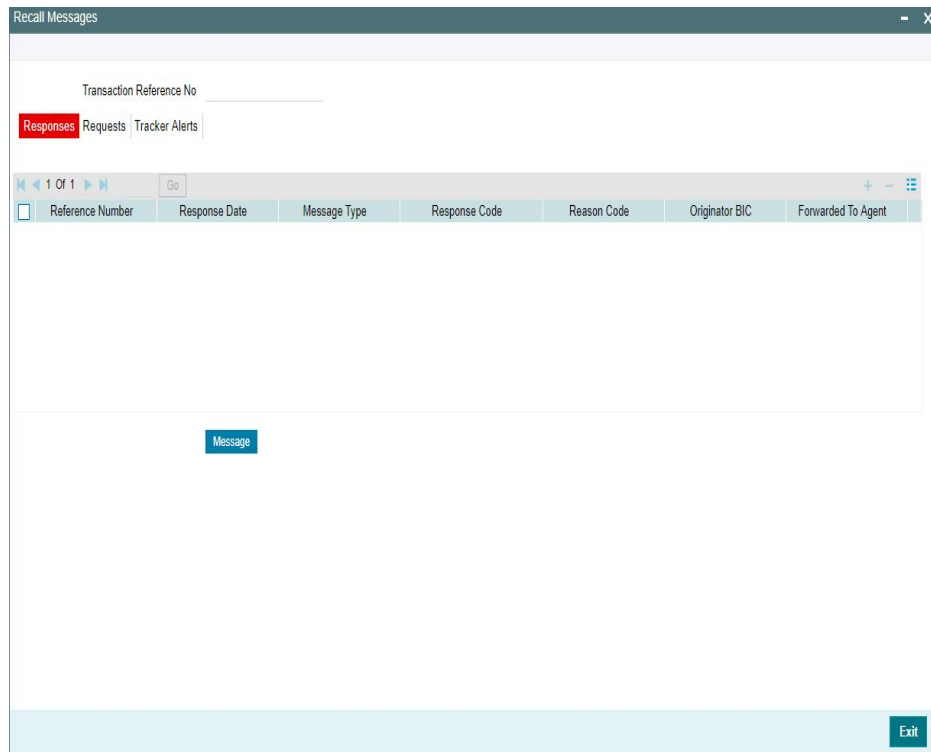 Recall Messages
Transaction Reference No
Responses Requests Tracker Alerts
1 Of 1 Go
Reference Number Response Date Message Type Response Code Reason Code Originator BIC Forwarded To Agent
Message
Exit